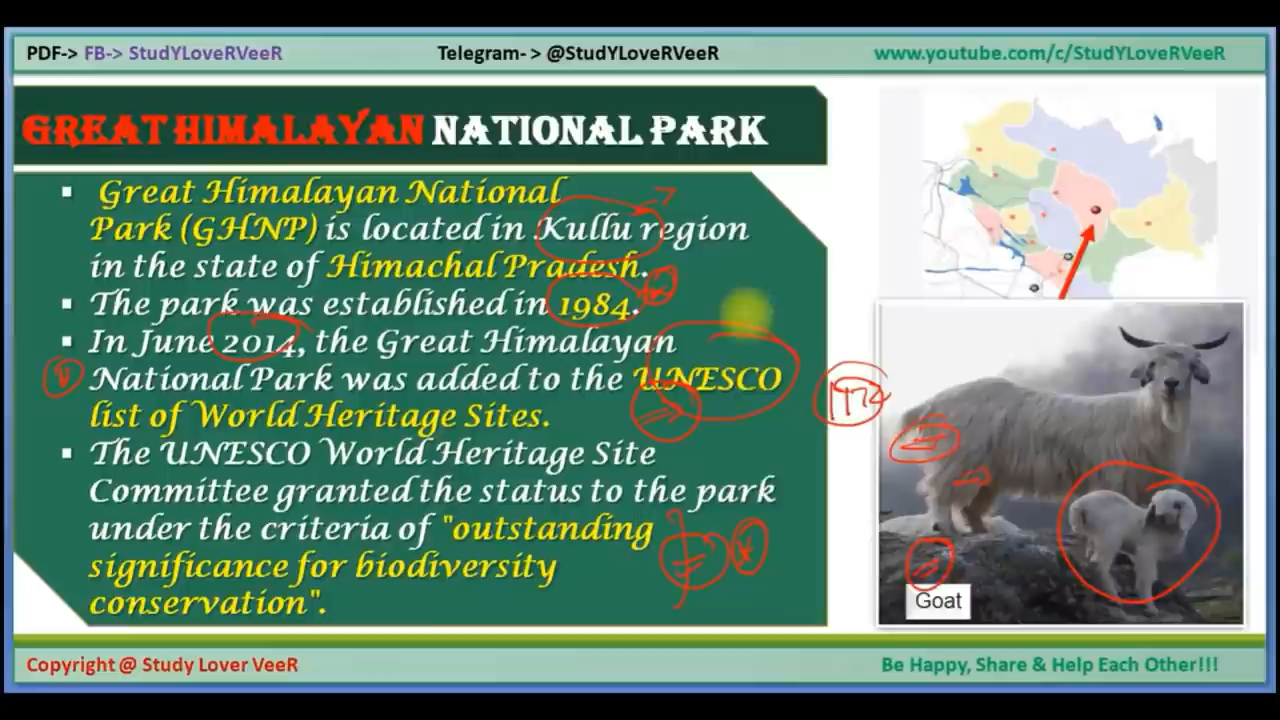 PDF-> FB-> StudYLoveRVeeR
Telegram- > @StudYLoveRVeeR
www.youtube.com/c/StudYLoveRVeeR
GREAT HIMALAYAN NATIONAL PARK
▪ Great Himalayan National
Park (GHNP) is located in Kullu region
in the state of Himachal Pradesh.
▪ The park was established in 1984.
▪ In June 2014, the Great Himalayan
National Park was added to the UNESCO
list of World Heritage Sites.
▪ The UNESCO World Heritage Site
Committee granted the status to the park
under the criteria of "outstanding
significance for biodiversity
conservation".
Goat
Copyright @ Study Lover VeeR
Be Happy, Share & Help Each Other!!!